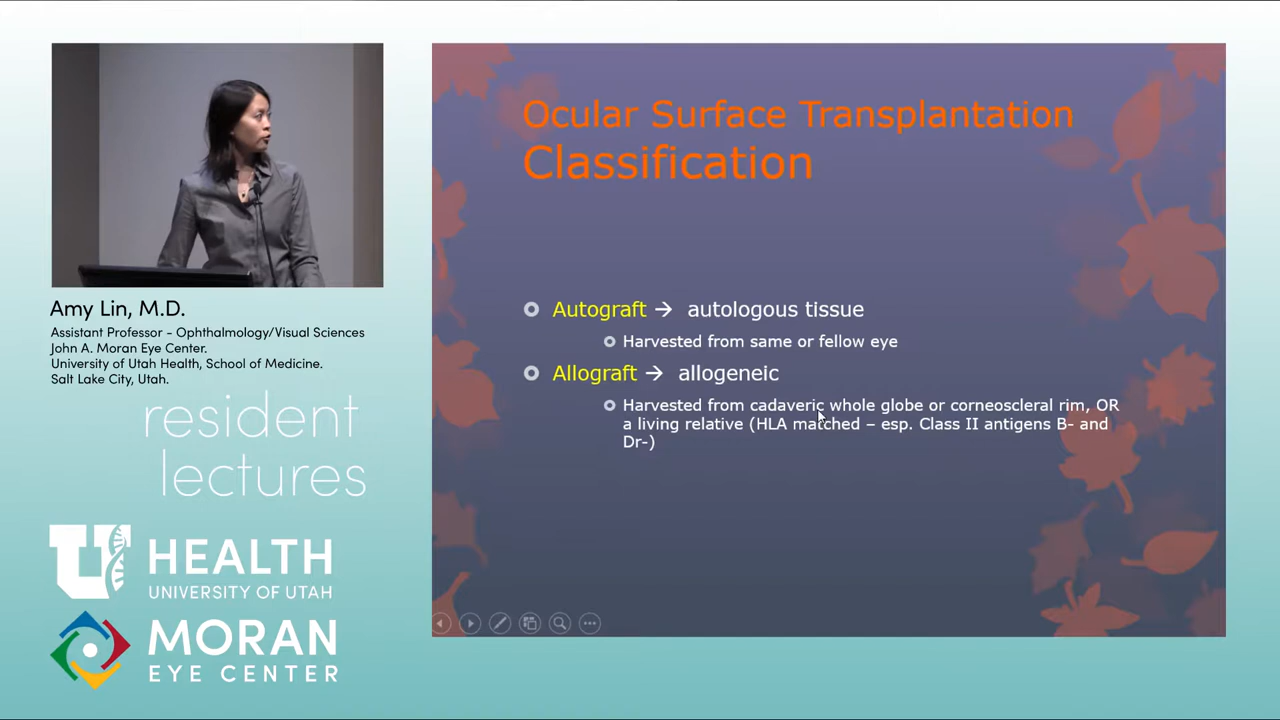 Amy Lin, M.D.
Assistant Professor - Ophthalmology/Visual Sciences
John A. Moran Eye Center.
University of Utah Health, School of Medicine.
Salt Lake City, Utah.
resident
lectures
U HEALTH
UNIVERSITY OF UTAH
MORAN
EYE CENTER
Ocular Surface Transplantation
Classification
Autograft → autologous tissue
Harvested from same or fellow eye
Allograft → allogeneic
Harvested from cadaveric whole globe or corneoscleral rim, OR
a living relative (HLA matched – esp. Class II antigens B- and
Dr-)